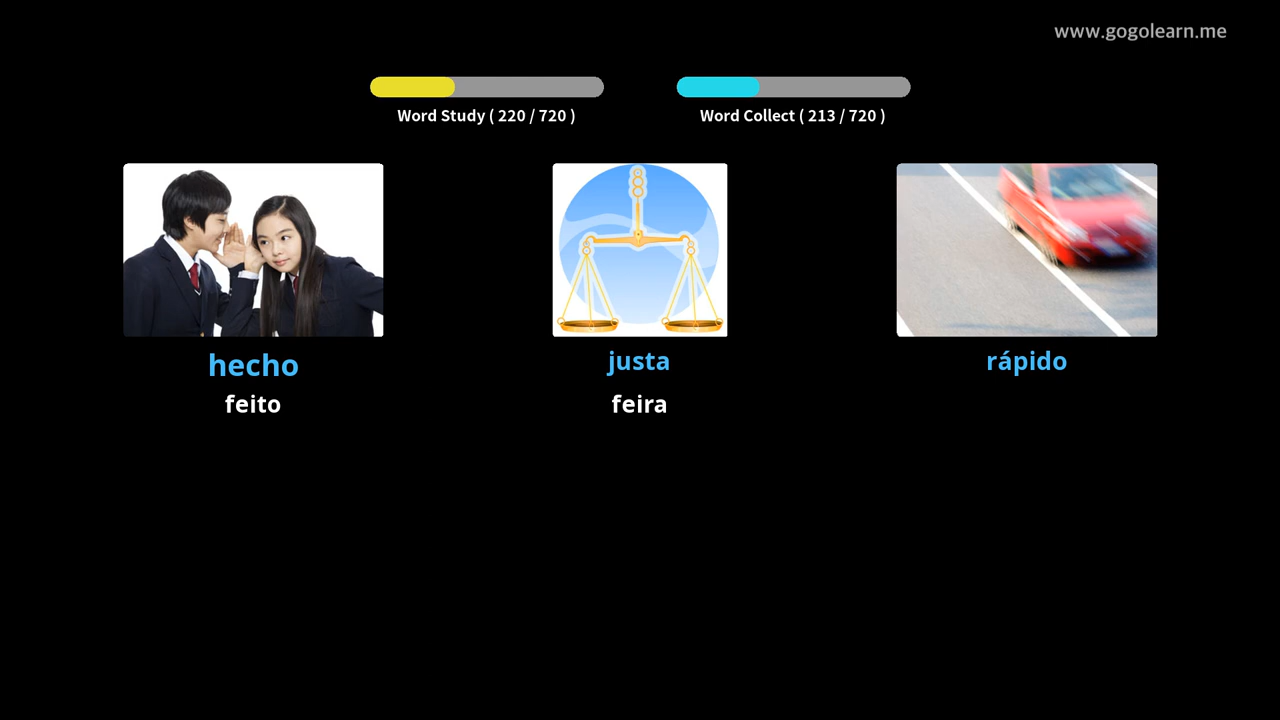 www.gogolearn.me
Word Study ( 220 / 720 )
Word Collect ( 213 / 720 )
hecho
justa
rápido
feito
feira